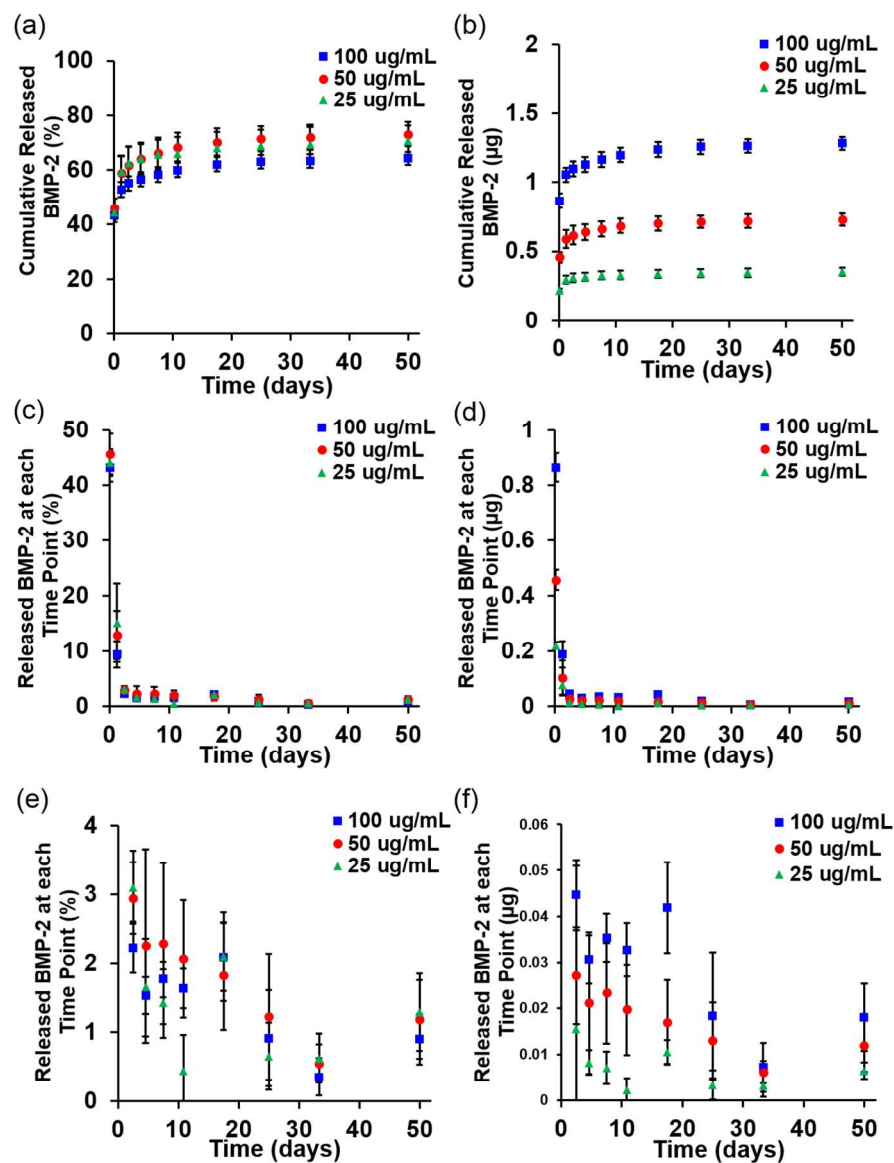 (a)
100 ug/mL
50 ug/mL
25 ug/mL
Cumulative Released
BMP-2 (%)
100
80
60
40
20
0
0 10 20 30 40 50
Time (days)
(b)
100 ug/mL
50 ug/mL
25 ug/mL
Cumulative Released
BMP-2 (µg)
2
1.5
1
0.5
0
0 10 20 30 40 50
Time (days)
(c)
100 ug/mL
50 ug/mL
25 ug/mL
Released BMP-2 at each
Time Point (%)
50
40
30
20
10
0
0 10 20 30 40 50
Time (days)
(d)
100 ug/mL
50 ug/mL
25 ug/mL
Released BMP-2 at each
Time Point (µg)
1
0.8
0.6
0.4
0.2
0
0 10 20 30 40 50
Time (days)
(e)
100 ug/mL
50 ug/mL
25 ug/mL
Released BMP-2 at each
Time Point (%)
4
3
2
1
0
0 10 20 30 40 50
Time (days)
(f)
100 ug/mL
50 ug/mL
25 ug/mL
Released BMP-2 at each
Time Point (µg)
0.06
0.05
0.04
0.03
0.02
0.01
0
0 10 20 30 40 50
Time (days)